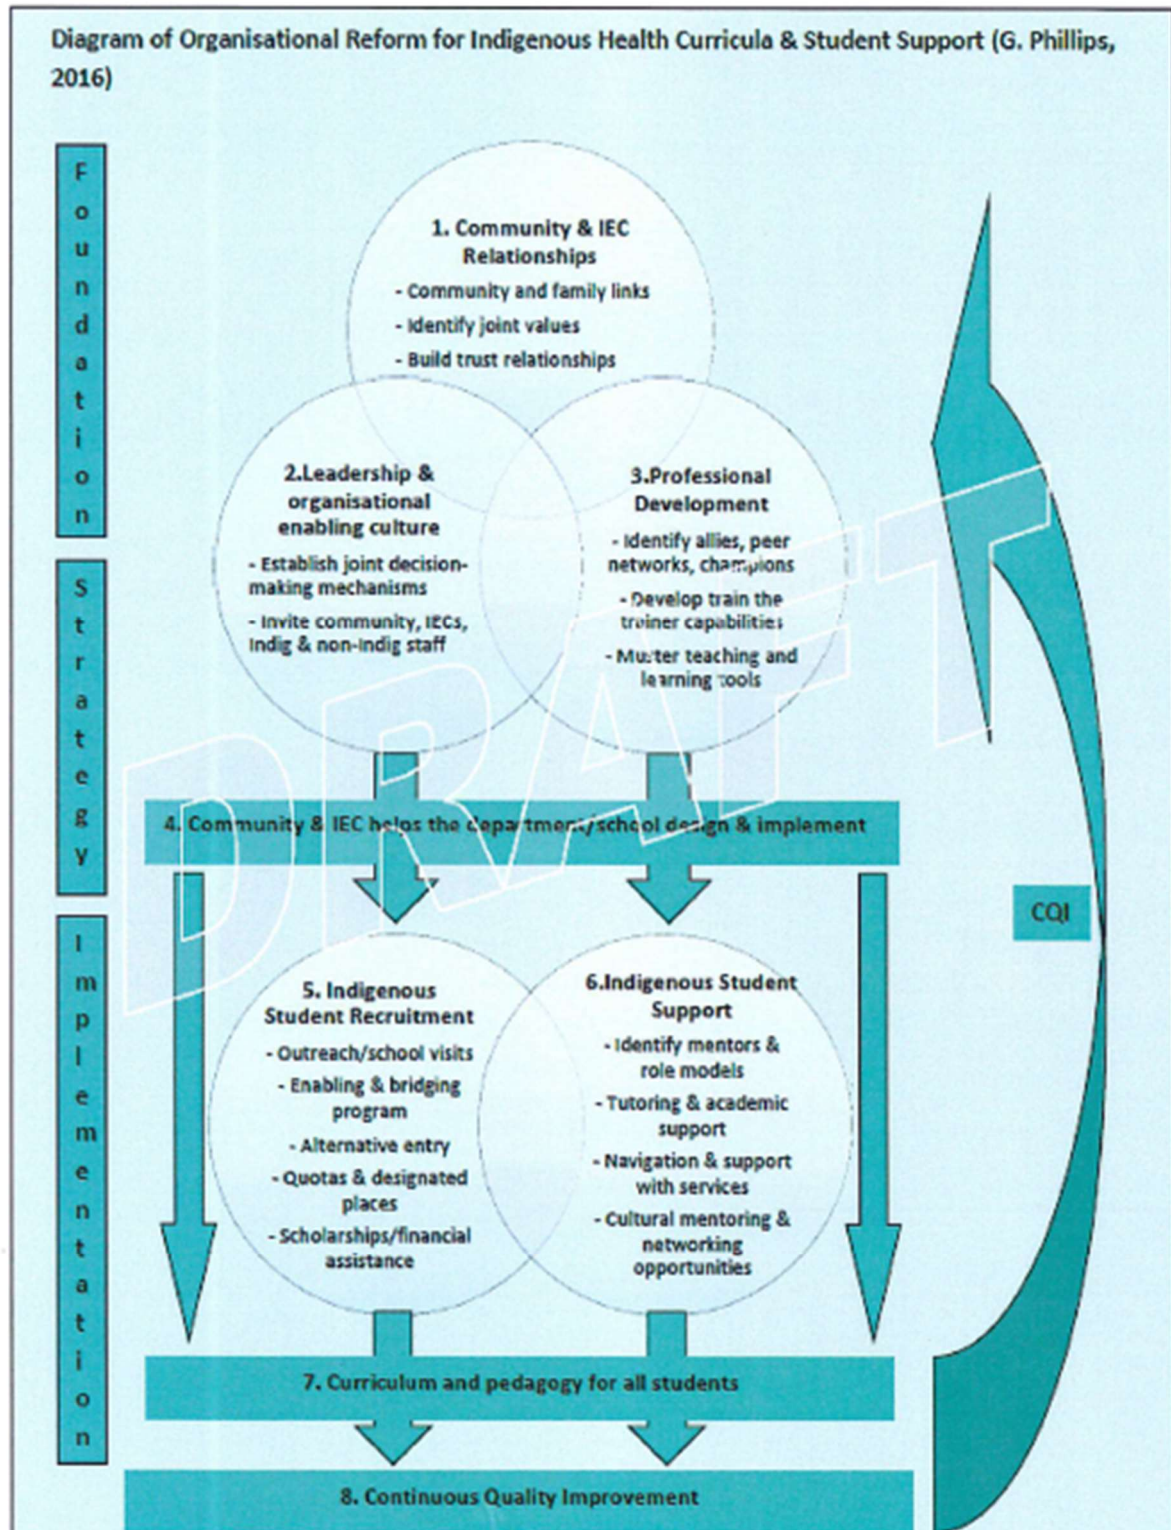 Diagram of Organisational Reform for Indigenous Health Curricula & Student Support (G. Phillips,
2016)
Foundation
1. Community & IEC
Relationships
- Community and family links
- Identify joint values
- Build trust relationships
2.Leadership &
organisational
enabling culture
- Establish joint decision-
making mechanisms
- Invite community, IECs,
Indig & non-Indig staff
3.Professional
Development
- Identify allies, peer
networks, champions
- Develop train the
trainer capabilities
- Muster teaching and
learning tools
Strategy
4. Community & IEC helps the department/school design & implement
DRAFT
CQI
Implementation
5. Indigenous
Student Recruitment
- Outreach/school visits
- Enabling & bridging
program
- Alternative entry
- Quotas & designated
places
- Scholarships/financial
assistance
6.Indigenous Student
Support
- Identify mentors &
role models
- Tutoring & academic
support
- Navigation & support
with services
- Cultural mentoring &
networking
opportunities
7. Curriculum and pedagogy for all students
8. Continuous Quality Improvement